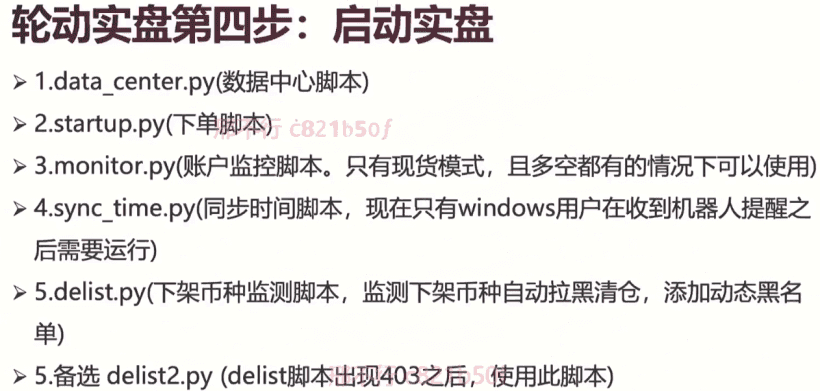 轮动实盘第四步：启动实盘
➢ 1.data_center.py(数据中心脚本)
➢ 2.startup.py(下单脚本)
➢ 3.monitor.py(账户监控脚本。只有现货模式，且多空都有的情况下可以使用)
➢ 4.sync_time.py(同步时间脚本，现在只有windows用户在收到机器人提醒之
后需要运行)
➢ 5.delist.py(下架币种监测脚本，监测下架币种自动拉黑清仓，添加动态黑名
单)
➢ 5.备选 delist2.py (delist脚本出现403之后，使用此脚本)